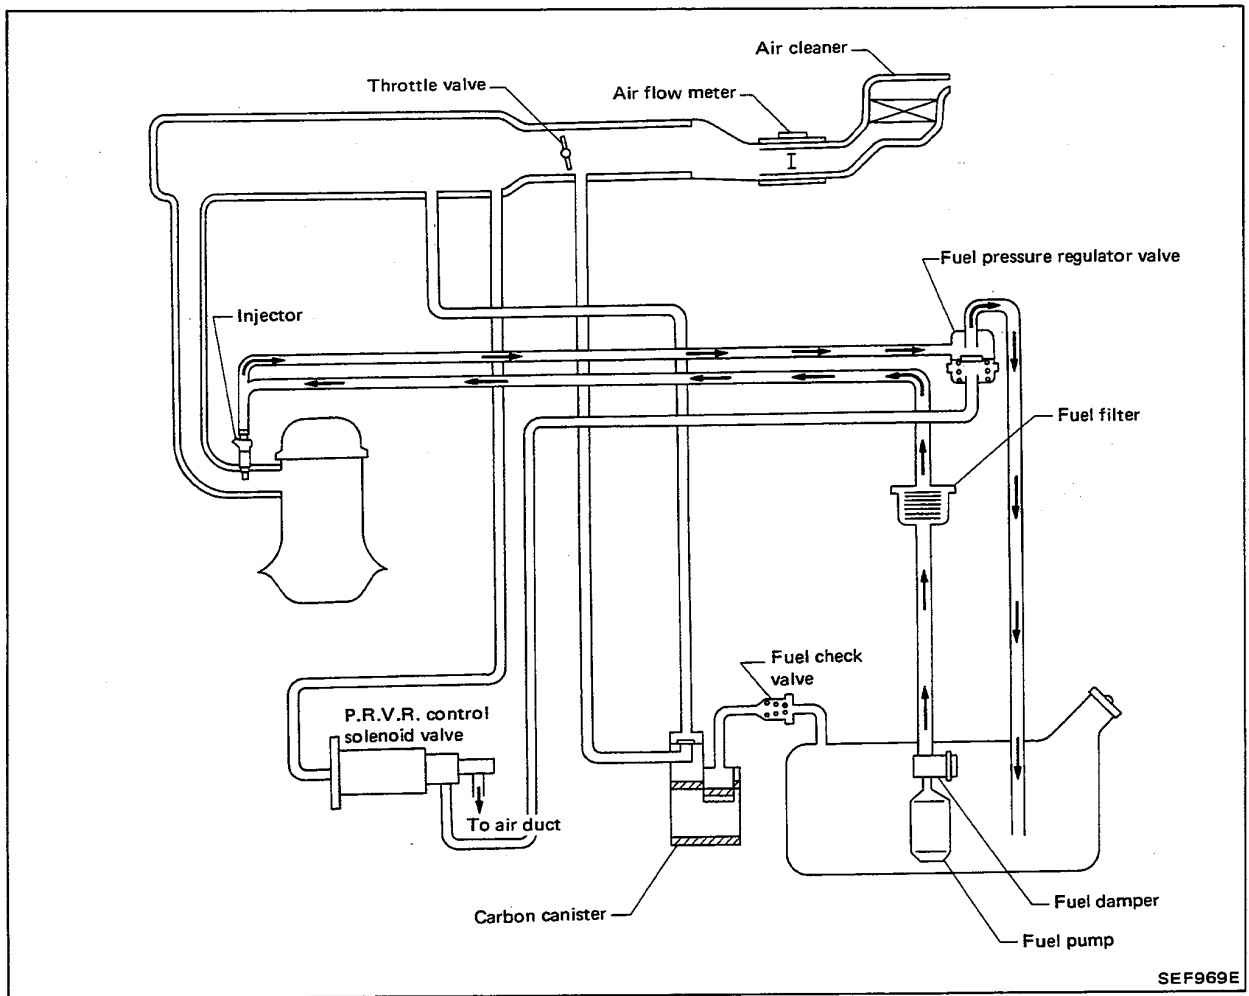 Air cleaner
Throttle valve
Air flow meter
Fuel pressure regulator valve
Injector
Fuel filter
Fuel check
valve
P.R.V.R. control
solenoid valve
To air duct
Carbon canister
Fuel damper
Fuel pump
SEF969E